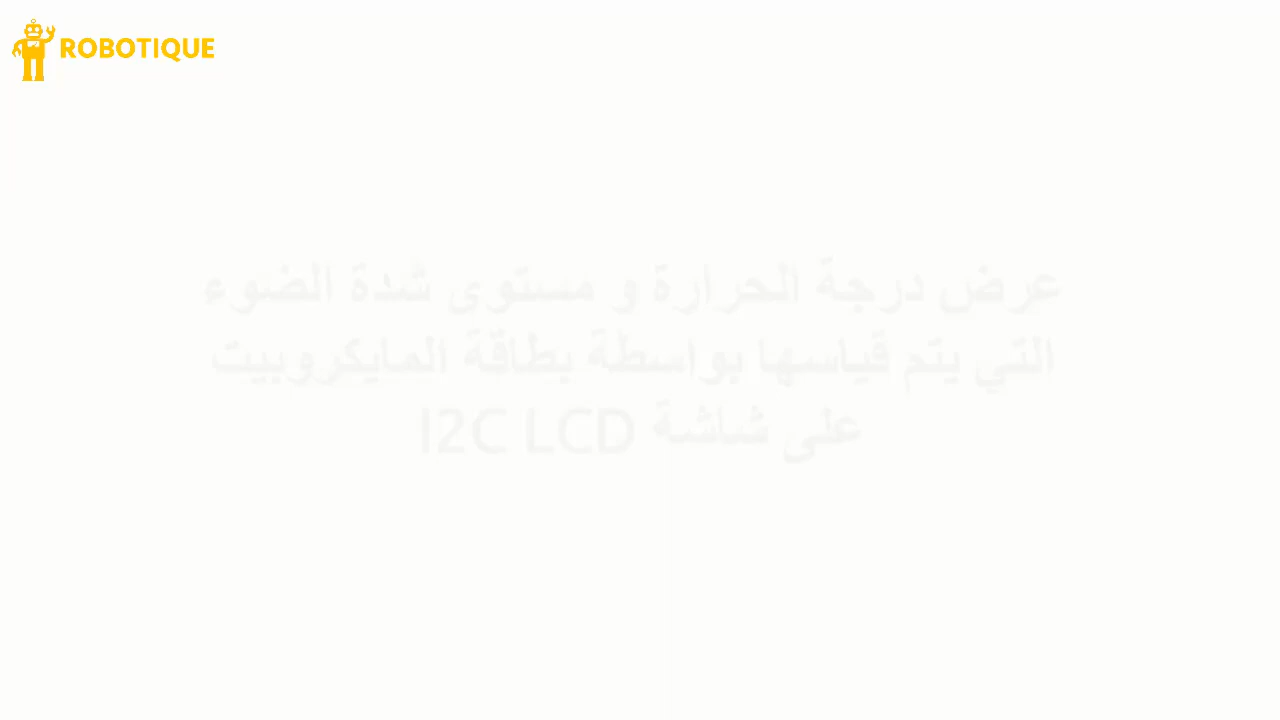 ROBOTIQUE
عرض درجة الحرارة و مستوى شدة الضوء
التي يتم قياسها بواسطة بطاقة المايكروبيت
على شاشة I2C LCD